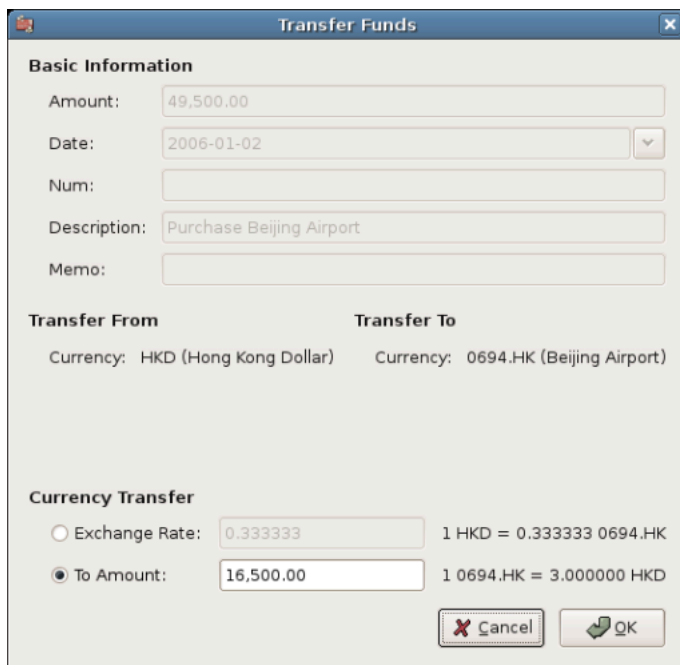 Transfer Funds
Basic Information
Amount: 49,500.00
Date: 2006-01-02
Num:
Description: Purchase Beijing Airport
Memo:
Transfer From Transfer To
Currency: HKD (Hong Kong Dollar) Currency: 0694.HK (Beijing Airport)
Currency Transfer
Exchange Rate: 0.333333 1 HKD = 0.333333 0694.HK
To Amount: 16,500.00 1 0694.HK = 3.000000 HKD
Cancel OK